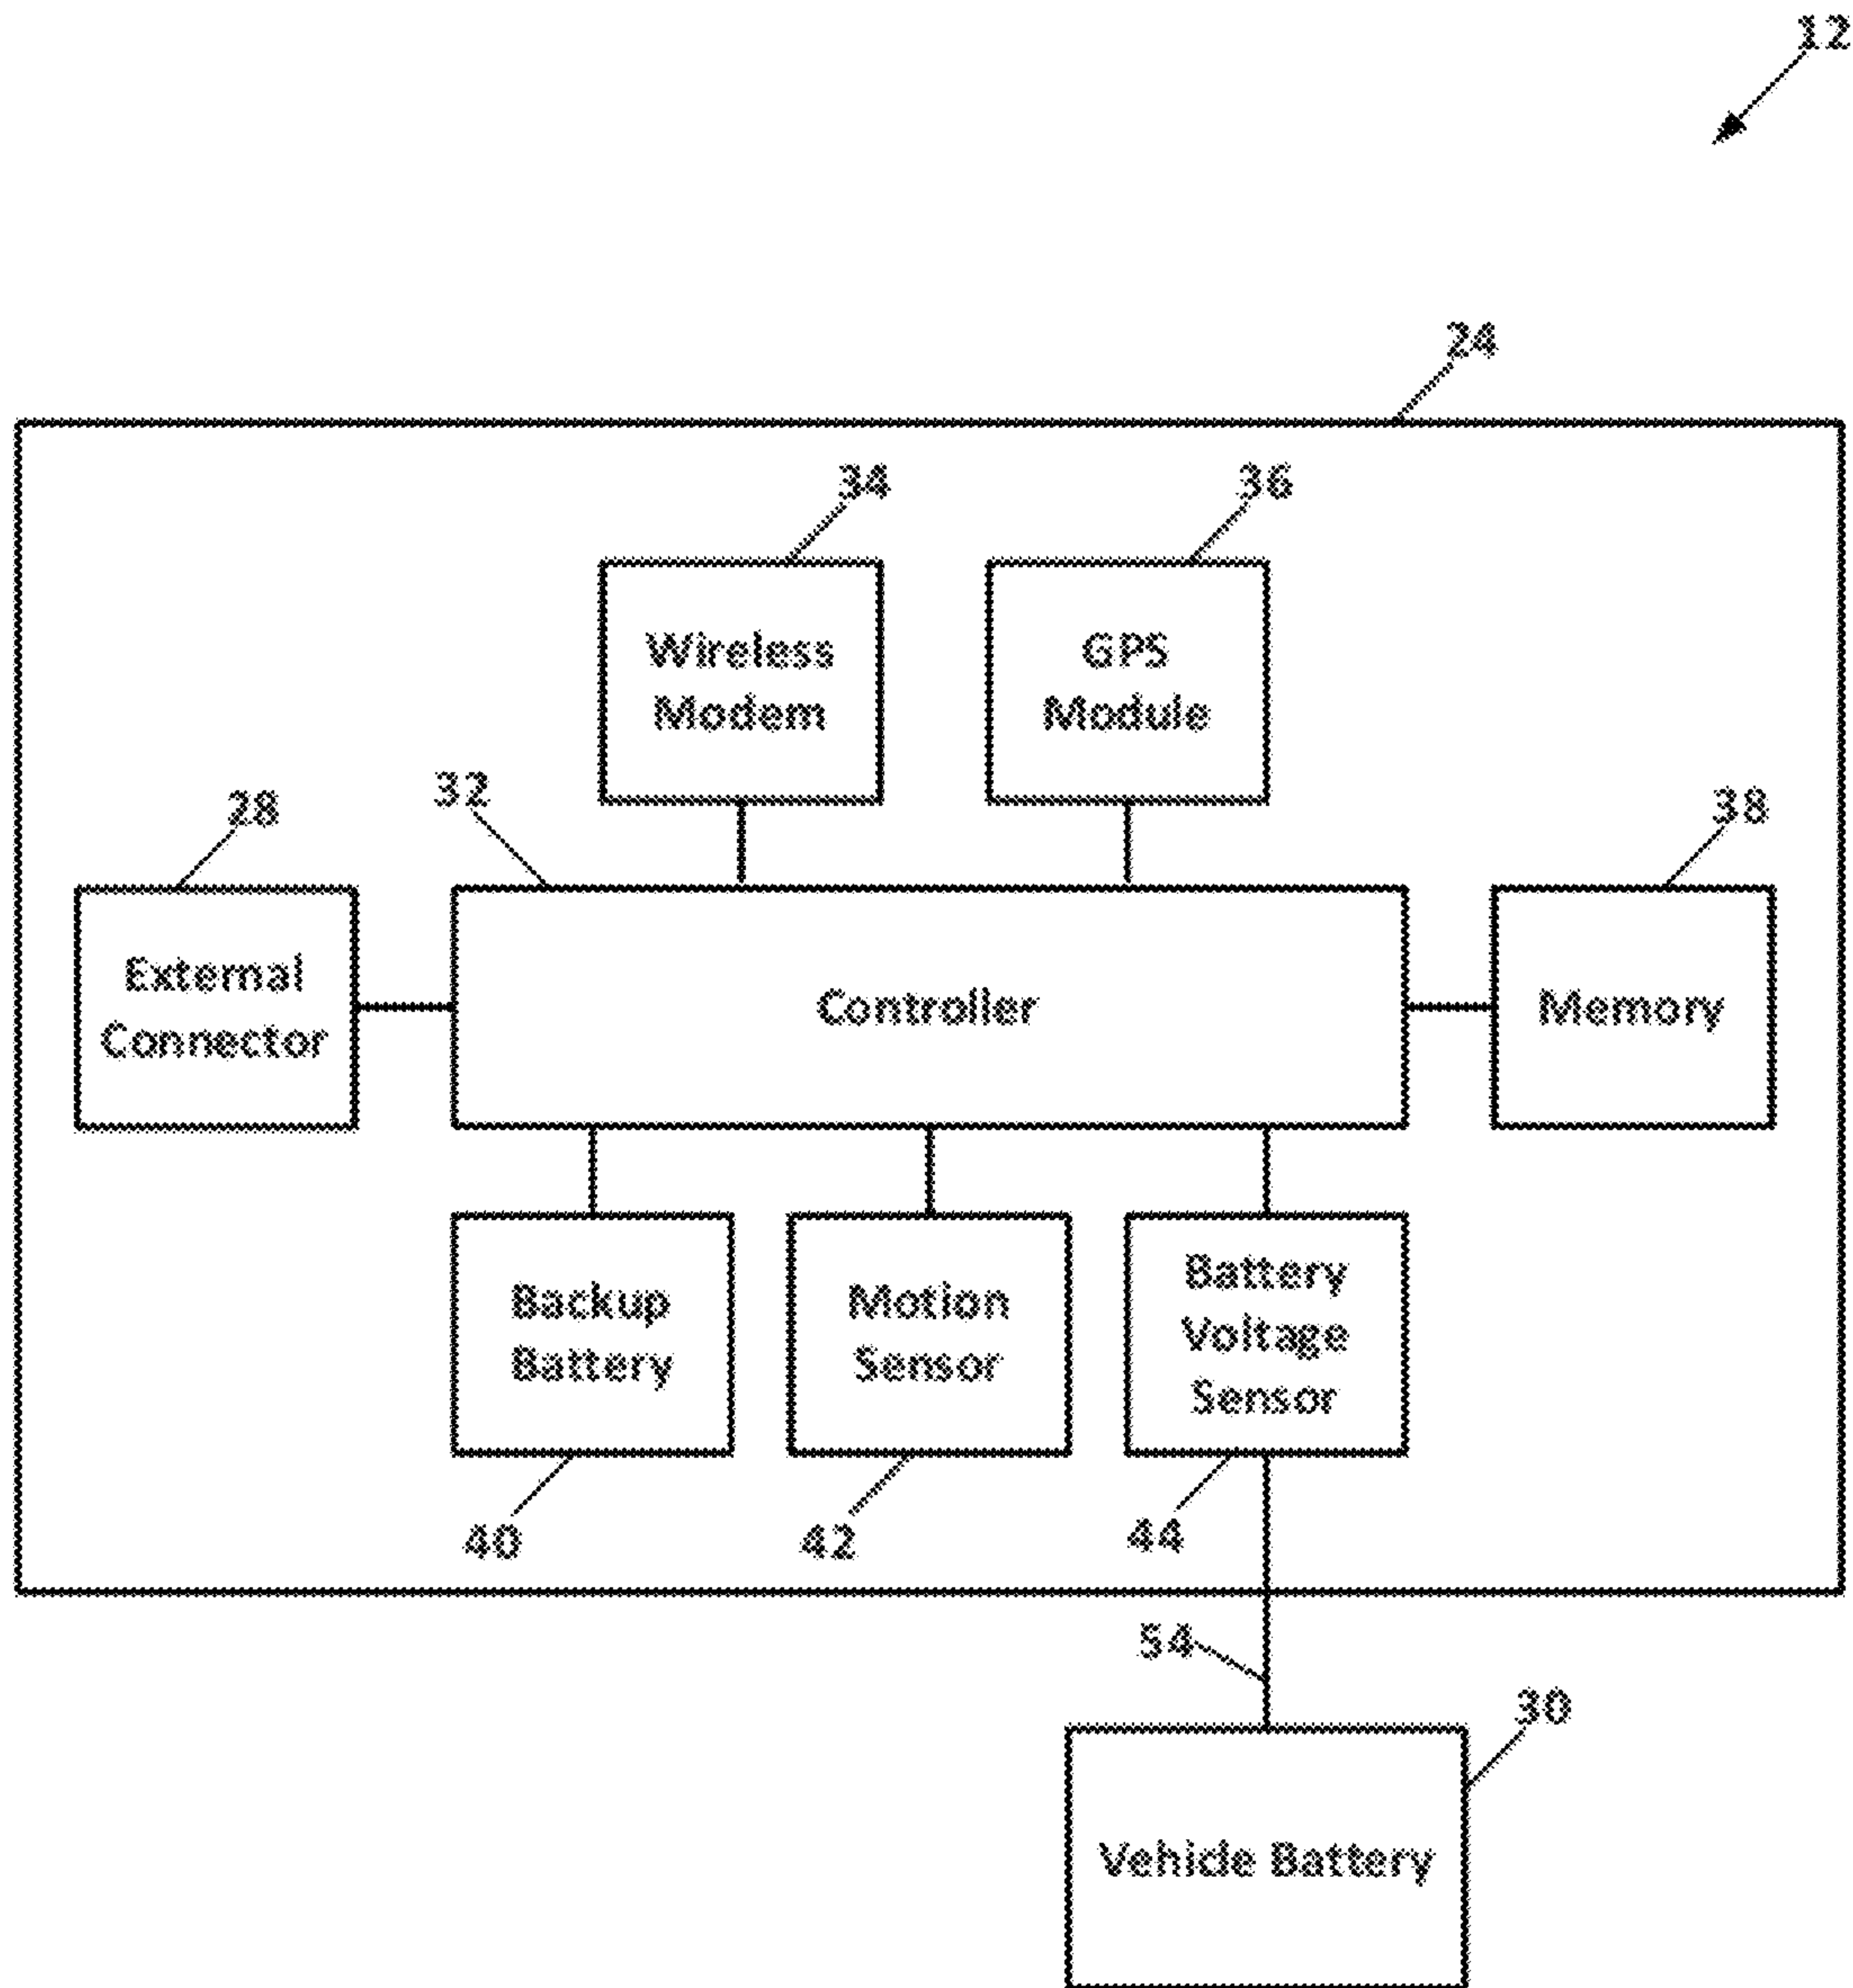 12
24
34
36
Wireless
Modem
GPS
Module
32
28
38
External
Connector
Controller
Memory
Backup
Battery
Motion
Sensor
Battery
Voltage
Sensor
40
42
44
54
30
Vehicle Battery